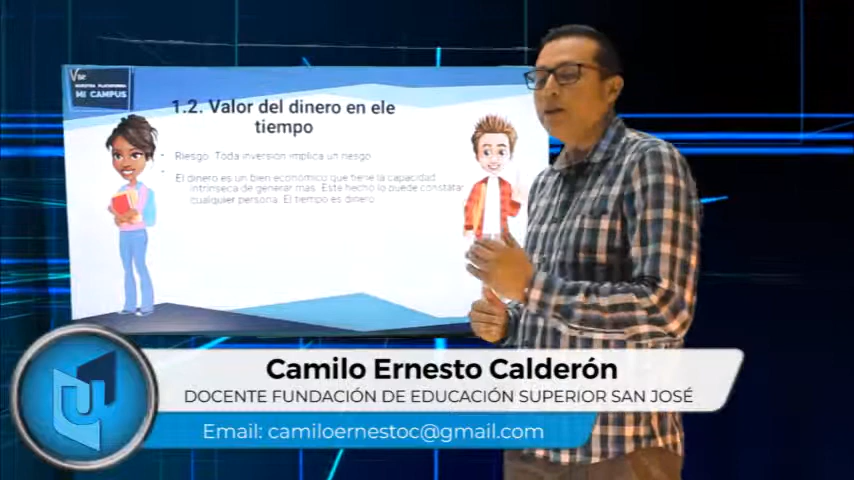 NUESTRA PLATAFORMA
MI CAMPUS
1.2. Valor del dinero en ele
tiempo
Riesgo: Toda inversión implica un riesgo
El dinero es un bien económico que tiene la capacidad
intrínseca de generar más. Este hecho lo puede constatar
cualquier persona. El tiempo es dinero
Camilo Ernesto Calderón
DOCENTE FUNDACIÓN DE EDUCACIÓN SUPERIOR SAN JOSÉ
Email: camiloernestoc@gmail.com